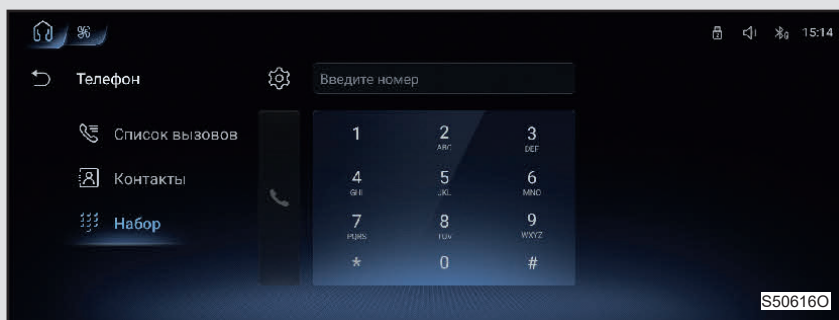 15:14
Телефон
Введите номер
Список вызовов
Контакты
Набор
1 2 3
ABC DEF
4 5 6
GHI JKL MNO
7 8 9
PQRS TUV WXYZ
* 0 #
S50616O